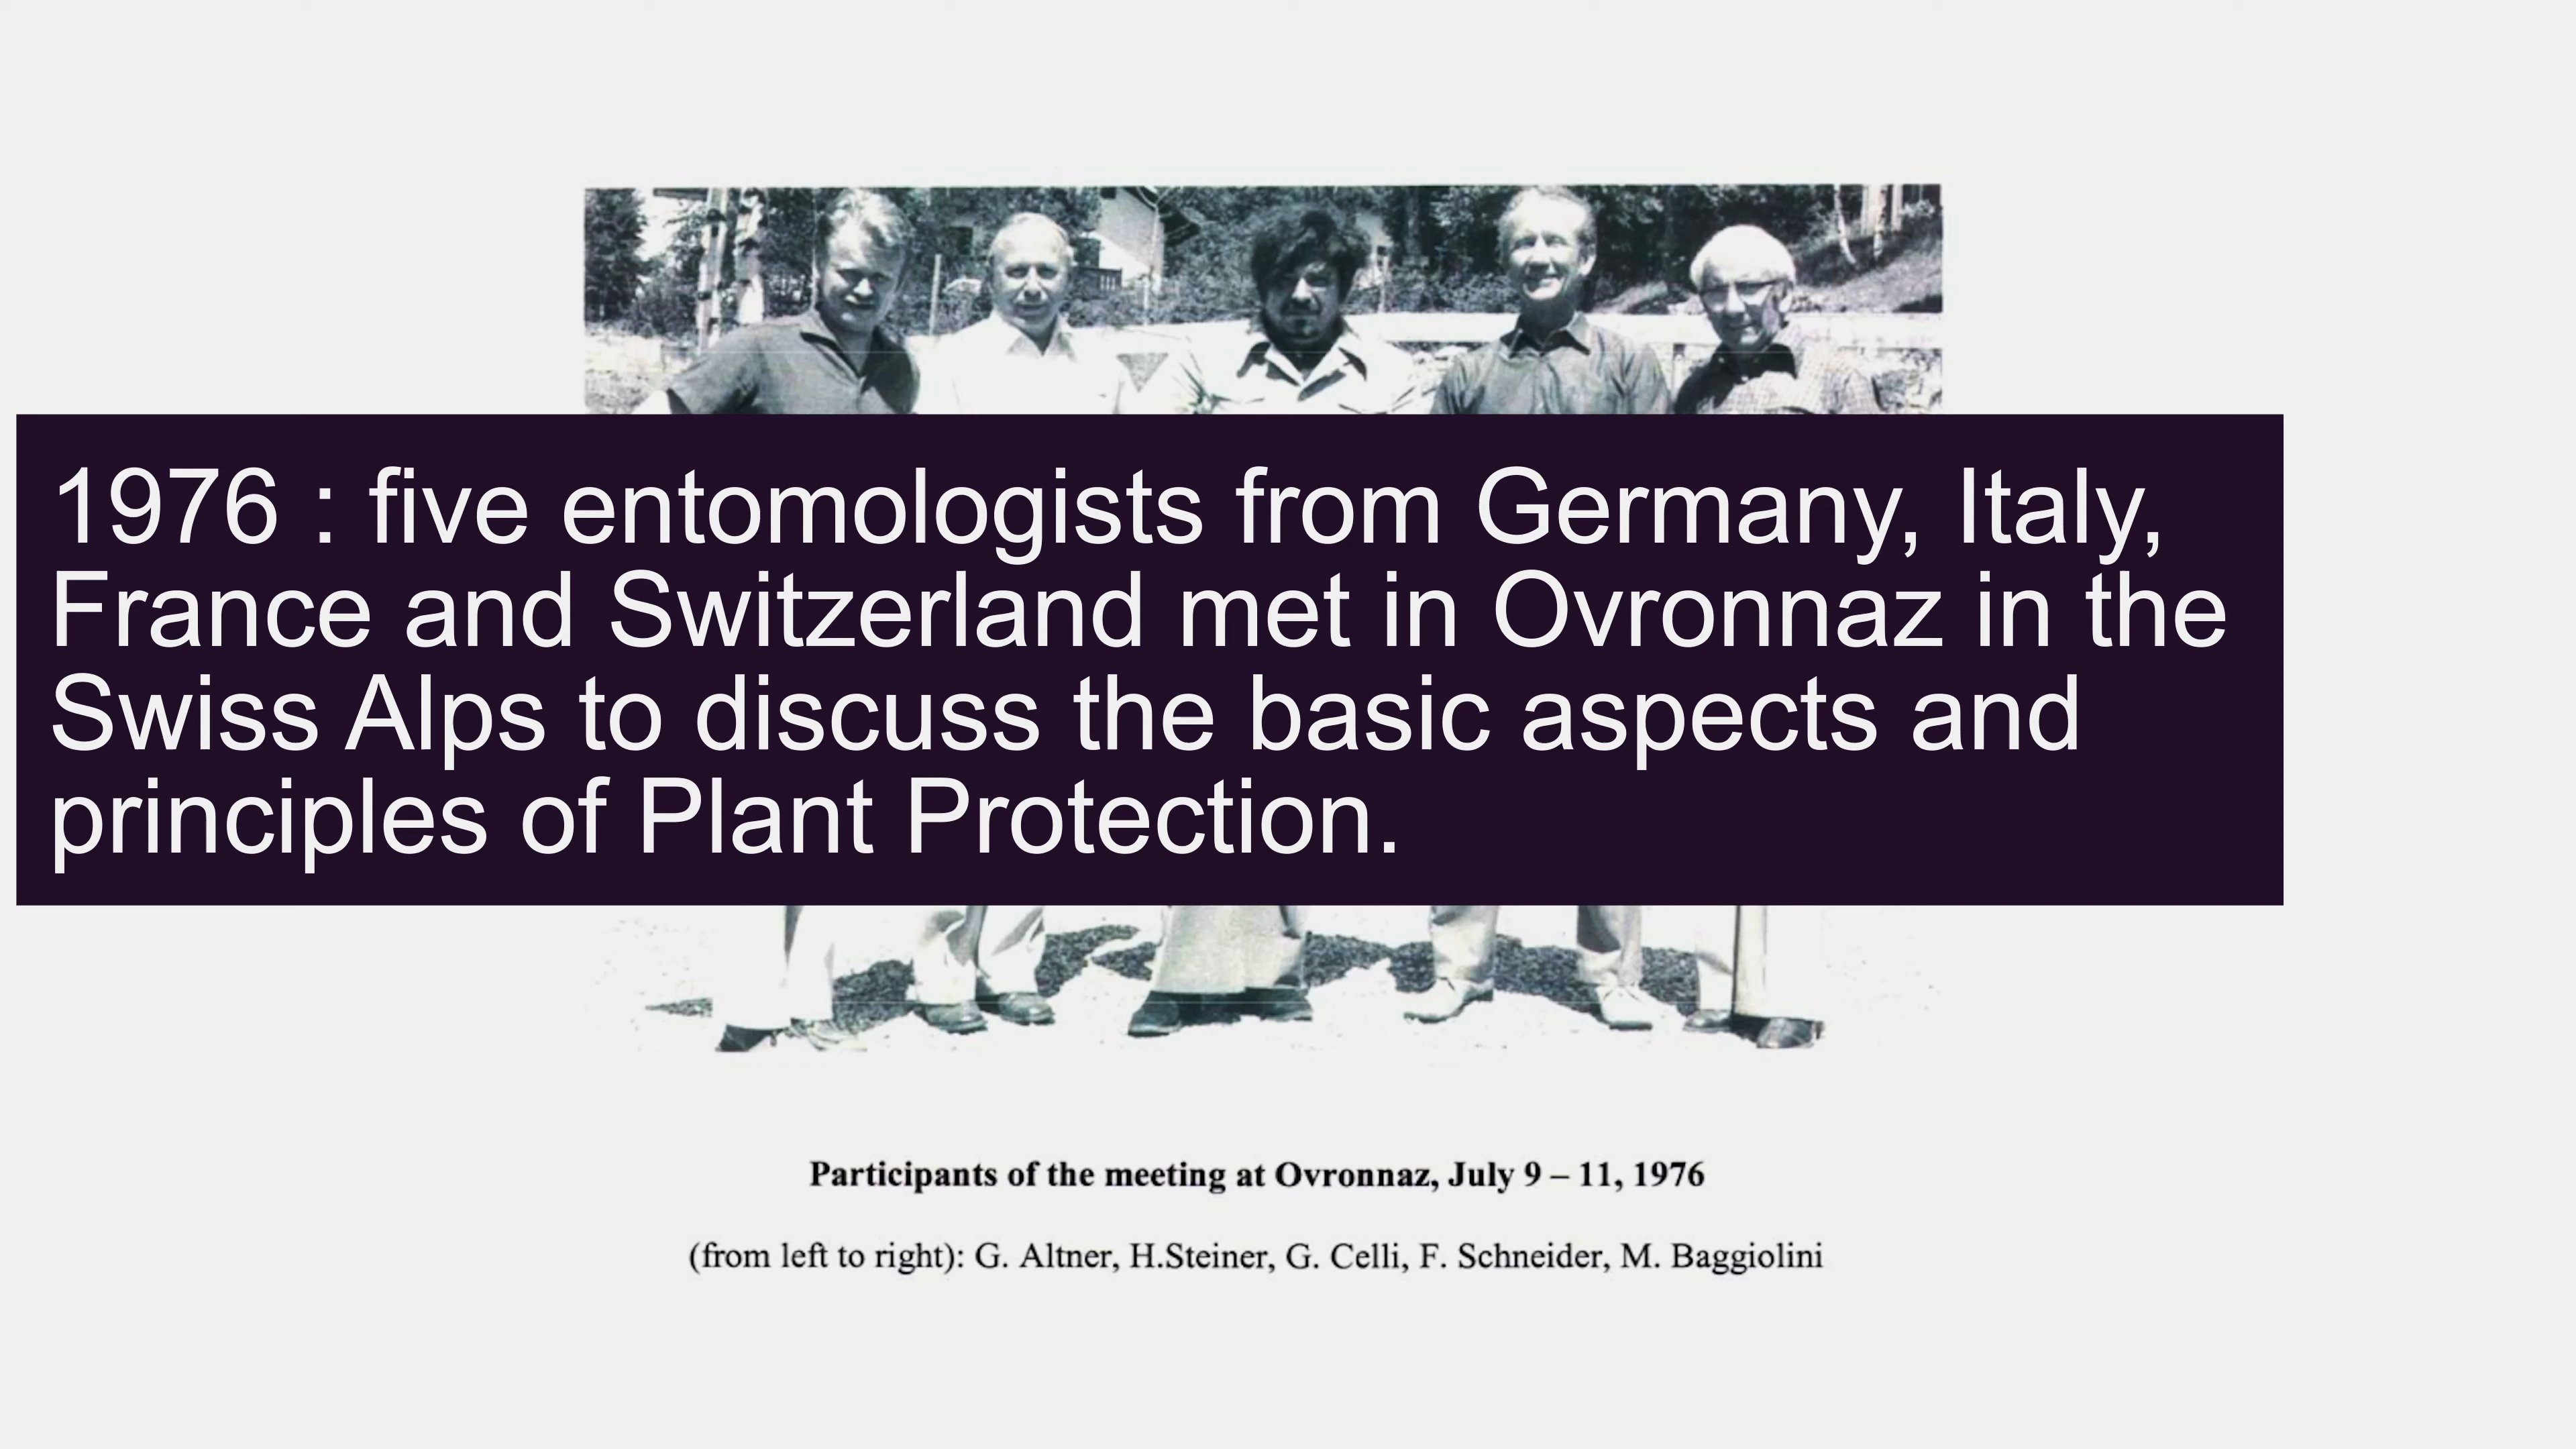 1976 : five entomologists from Germany, Italy,
France and Switzerland met in Ovronnaz in the
Swiss Alps to discuss the basic aspects and
principles of Plant Protection.
Participants of the meeting at Ovronnaz, July 9 – 11, 1976
(from left to right): G. Altner, H.Steiner, G. Celli, F. Schneider, M. Baggiolini